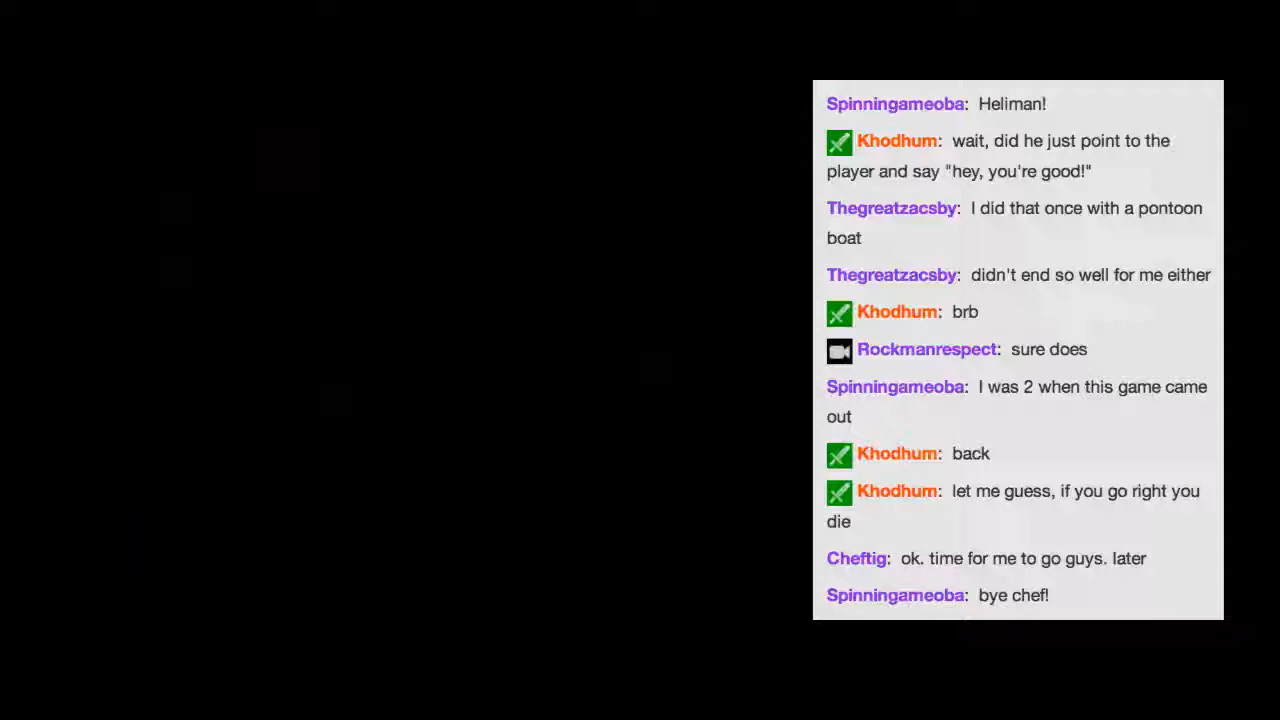 Spinningameoba: Heliman!
Khodhum: wait, did he just point to the
player and say "hey, you're good!"
Thegreatzacsby: I did that once with a pontoon
boat
Thegreatzacsby: didn't end so well for me either
Khodhum: brb
Rockmanrespect: sure does
Spinningameoba: I was 2 when this game came
out
Khodhum: back
Khodhum: let me guess, if you go right you
die
Cheftig: ok. time for me to go guys. later
Spinningameoba: bye chef!